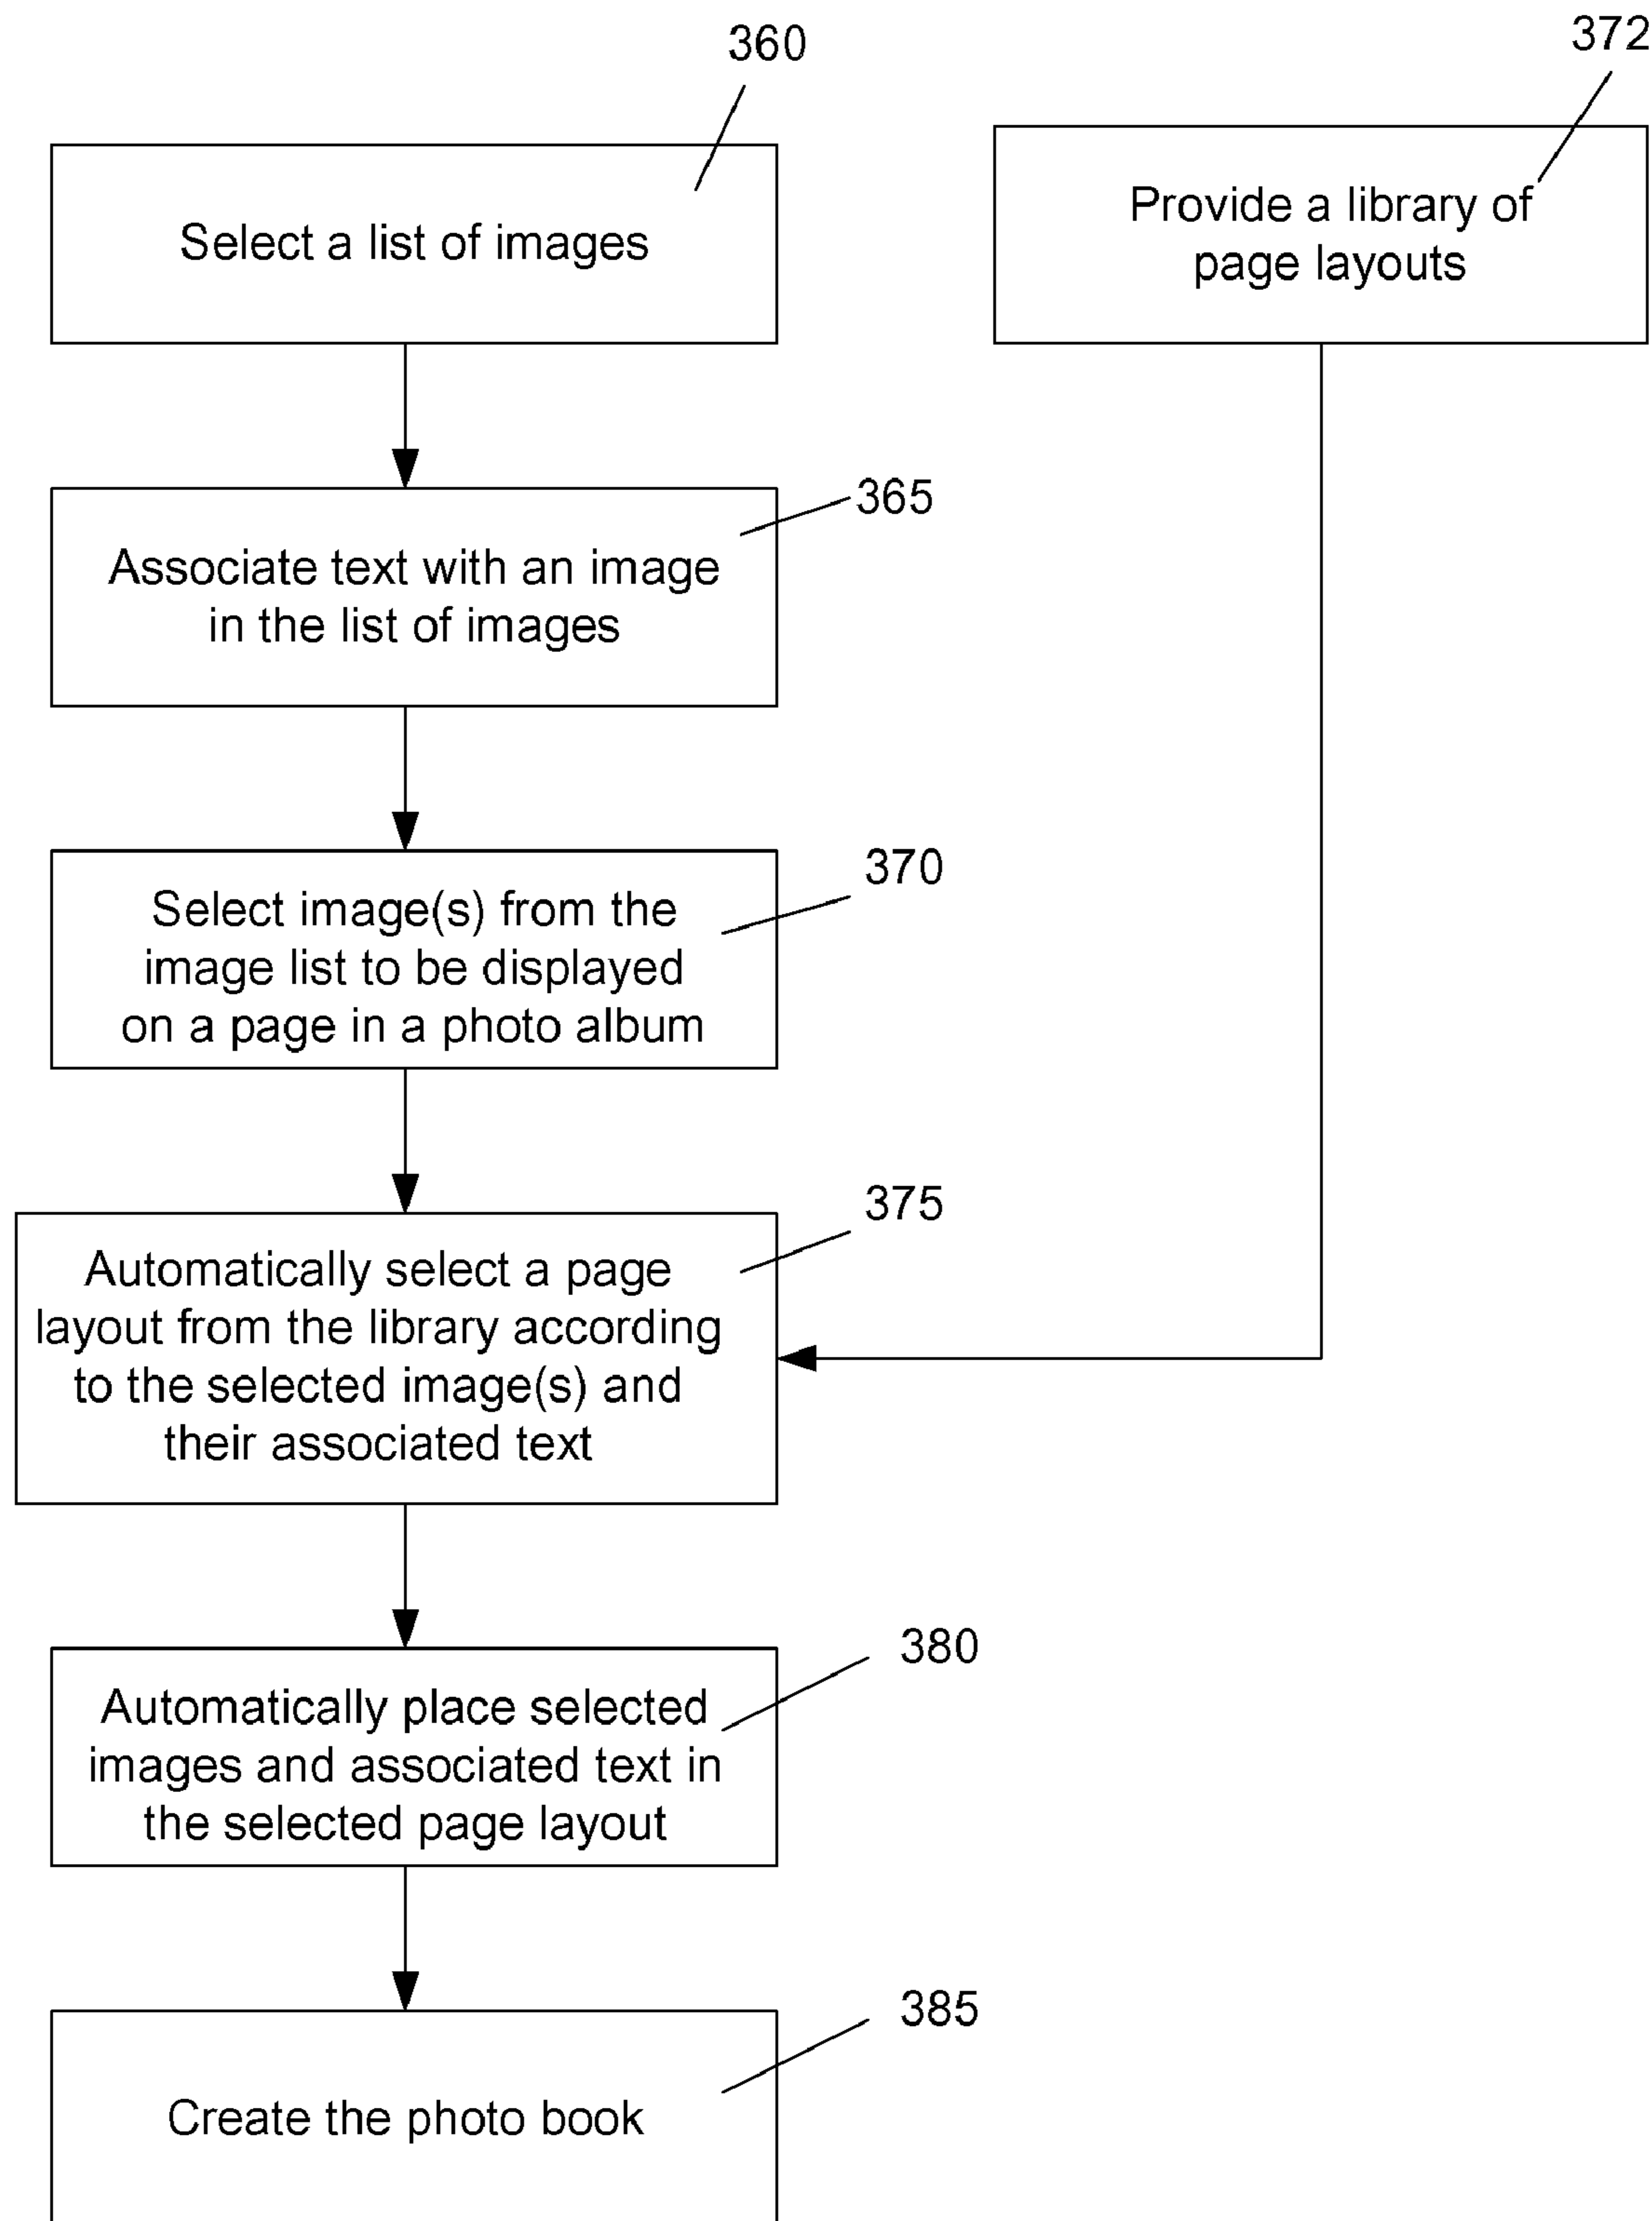 360
372
Select a list of images
Provide a library of
page layouts
365
Associate text with an image
in the list of images
370
Select image(s) from the
image list to be displayed
on a page in a photo album
375
Automatically select a page
layout from the library according
to the selected image(s) and
their associated text
380
Automatically place selected
images and associated text in
the selected page layout
385
Create the photo book